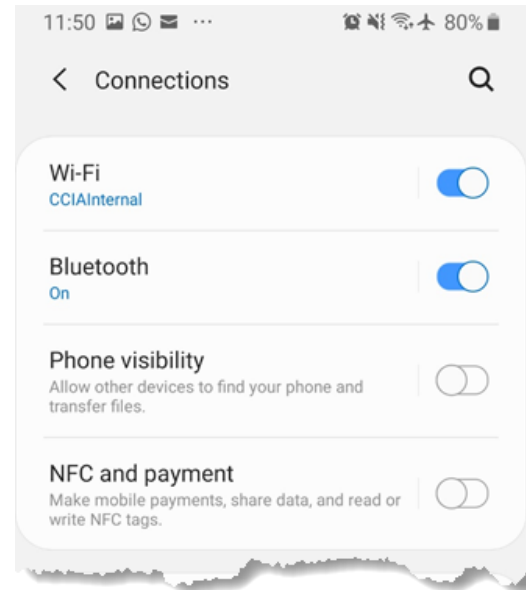 11:50 80%
Connections
Wi-Fi
CCIAInternal
Bluetooth
On
Phone visibility
Allow other devices to find your phone and
transfer files.
NFC and payment
Make mobile payments, share data, and read or
write NFC tags.